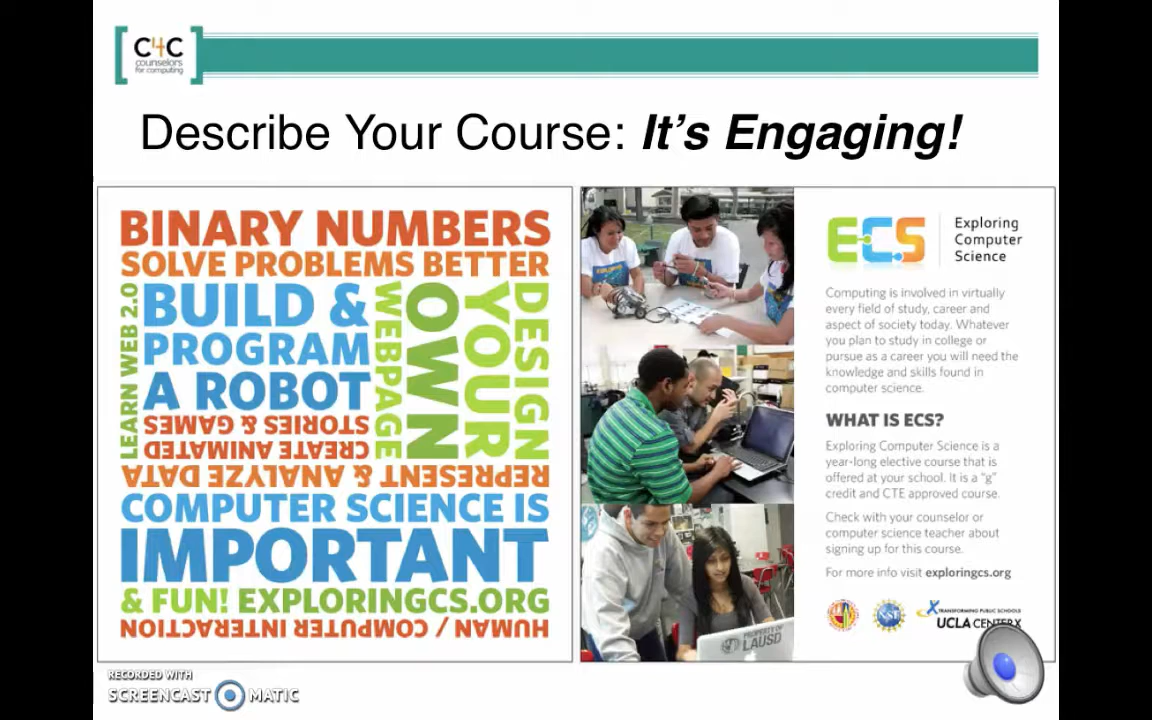 C4C
counselors
for computing
Describe Your Course: It's Engaging!
BINARY NUMBERS
SOLVE PROBLEMS BETTER
LEARN WEB 2.0
BUILD &
PROGRAM
A ROBOT
CREATE ANIMATED
STORIES & GAMES
DESIGN
YOUR
OWN
WEBPAGE
REPRESENT & ANALYZE DATA
COMPUTER SCIENCE IS
IMPORTANT
& FUN! EXPLORINGCS.ORG
HUMAN / COMPUTER INTERACTION
PROPERTY OF
LAUSD
ECS
Exploring
Computer
Science
Computing is involved in virtually
every field of study, career and
aspect of society today. Whatever
you plan to study in college or
pursue as a career you will need the
knowledge and skills found in
computer science.
WHAT IS ECS?
Exploring Computer Science is a
year-long elective course that is
offered at your school. It is a "g"
credit and CTE approved course.
Check with your counselor or
computer science teacher about
signing up for this course.
For more info visit exploringcs.org
NSF
TRANSFORMING PUBLIC SCHOOLS
UCLA CENTER X
RECORDED WITH
SCREENCAST MATIC